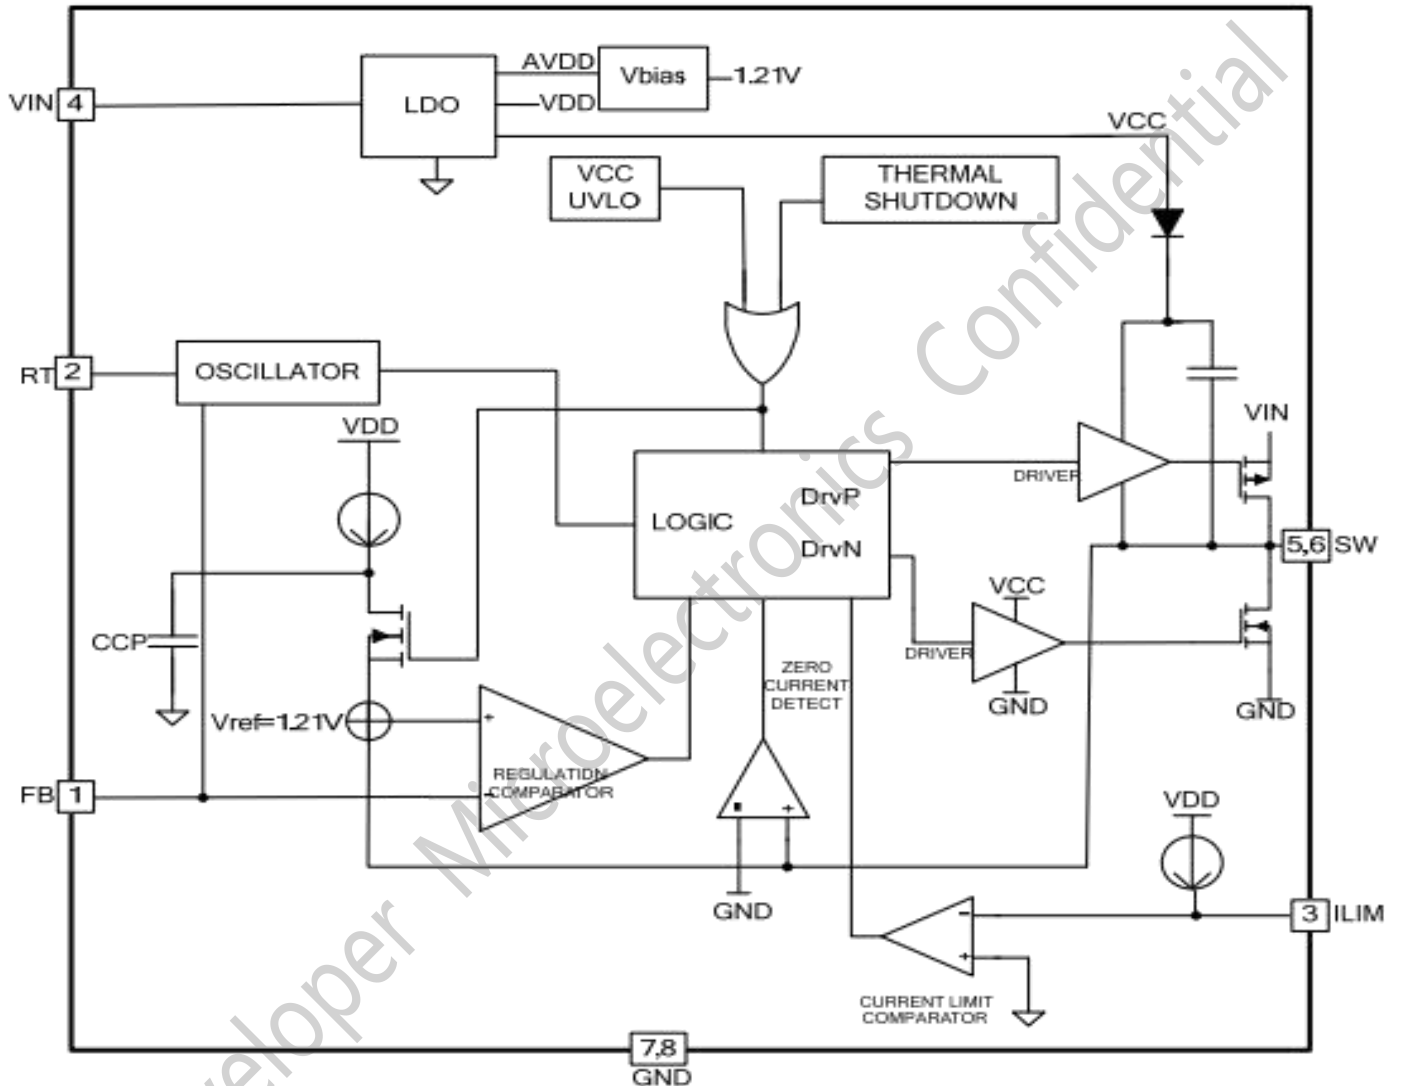 AVDD
Vbias
1.21V
VIN
4
LDO
VDD
VCC
VCC
UVLO
THERMAL
SHUTDOWN
RT
2
OSCILLATOR
VDD
VIN
DrvP
DRIVER
LOGIC
DrvN
5,6
SW
VCC
CCP
DRIVER
ZERO
CURRENT
DETECT
GND
GND
Vref=1.21V
+
REGULATION
COMPARATOR
-
FB
1
+
VDD
GND
-
3
ILIM
+
CURRENT LIMIT
COMPARATOR
7,8
GND
veloper Microelectronics Confidential